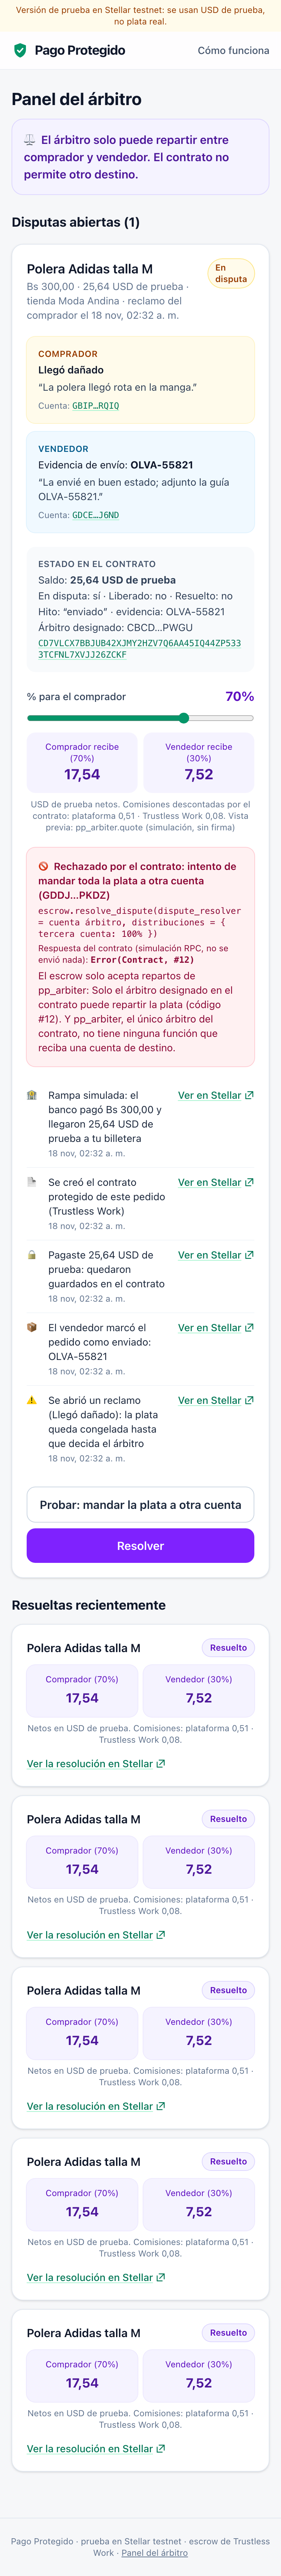 Versión de prueba en Stellar testnet: se usan USD de prueba,
no plata real.
Pago Protegido
Cómo funciona
Panel del árbitro
⚖️ El árbitro solo puede repartir entre
comprador y vendedor. El contrato no
permite otro destino.
Disputas abiertas (1)
Polera Adidas talla M
En
disputa
Bs 300,00 · 25,64 USD de prueba ·
tienda Moda Andina · reclamo del
comprador el 18 nov, 02:32 a. m.
COMPRADOR
Llegó dañado
“La polera llegó rota en la manga.”
Cuenta: GBIP…RQIQ
VENDEDOR
Evidencia de envío: OLVA-55821
“La envié en buen estado; adjunto la guía
OLVA-55821.”
Cuenta: GDCE…J6ND
ESTADO EN EL CONTRATO
Saldo: 25,64 USD de prueba
En disputa: sí · Liberado: no · Resuelto: no
Hito: “enviado” · evidencia: OLVA-55821
Árbitro designado: CBCD…PWGU
CD7VLCX7BBJUB42XJMY2HZV7Q6AA45IQ44ZP533
3TCFNL7XVJJ26ZCKF
% para el comprador
70%
Comprador recibe
(70%)
17,54
Vendedor recibe
(30%)
7,52
USD de prueba netos. Comisiones descontadas por el
contrato: plataforma 0,51 · Trustless Work 0,08. Vista
previa: pp_arbiter.quote (simulación, sin firma)
🚫 Rechazado por el contrato: intento de
mandar toda la plata a otra cuenta
(GDDJ…PKDZ)
escrow.resolve_dispute(dispute_resolver
= cuenta árbitro, distributions = {
tercera cuenta: 100% })
Respuesta del contrato (simulación RPC, no se
envió nada): Error(Contract, #12)
El escrow solo acepta repartos de
pp_arbiter: Solo el árbitro designado en el
contrato puede repartir la plata (código
#12). Y pp_arbiter, el único árbitro del
contrato, no tiene ninguna función que
reciba una cuenta de destino.
Rampa simulada: el
banco pagó Bs 300,00 y
llegaron 25,64 USD de
prueba a tu billetera
18 nov, 02:32 a. m.
Ver en Stellar
Se creó el contrato
protegido de este pedido
(Trustless Work)
18 nov, 02:32 a. m.
Ver en Stellar
Pagaste 25,64 USD de
prueba: quedaron
guardados en el contrato
18 nov, 02:32 a. m.
Ver en Stellar
El vendedor marcó el
pedido como enviado:
OLVA-55821
18 nov, 02:32 a. m.
Ver en Stellar
Se abrió un reclamo
(Llegó dañado): la plata
queda congelada hasta
que decida el árbitro
18 nov, 02:32 a. m.
Ver en Stellar
Probar: mandar la plata a otra cuenta
Resolver
Resueltas recientemente
Polera Adidas talla M
Resuelto
Comprador (70%)
17,54
Vendedor (30%)
7,52
Netos en USD de prueba. Comisiones: plataforma 0,51 ·
Trustless Work 0,08.
Ver la resolución en Stellar
Polera Adidas talla M
Resuelto
Comprador (70%)
17,54
Vendedor (30%)
7,52
Netos en USD de prueba. Comisiones: plataforma 0,51 ·
Trustless Work 0,08.
Ver la resolución en Stellar
Polera Adidas talla M
Resuelto
Comprador (70%)
17,54
Vendedor (30%)
7,52
Netos en USD de prueba. Comisiones: plataforma 0,51 ·
Trustless Work 0,08.
Ver la resolución en Stellar
Polera Adidas talla M
Resuelto
Comprador (70%)
17,54
Vendedor (30%)
7,52
Netos en USD de prueba. Comisiones: plataforma 0,51 ·
Trustless Work 0,08.
Ver la resolución en Stellar
Polera Adidas talla M
Resuelto
Comprador (70%)
17,54
Vendedor (30%)
7,52
Netos en USD de prueba. Comisiones: plataforma 0,51 ·
Trustless Work 0,08.
Ver la resolución en Stellar
Pago Protegido · prueba en Stellar testnet · escrow de Trustless
Work · Panel del árbitro